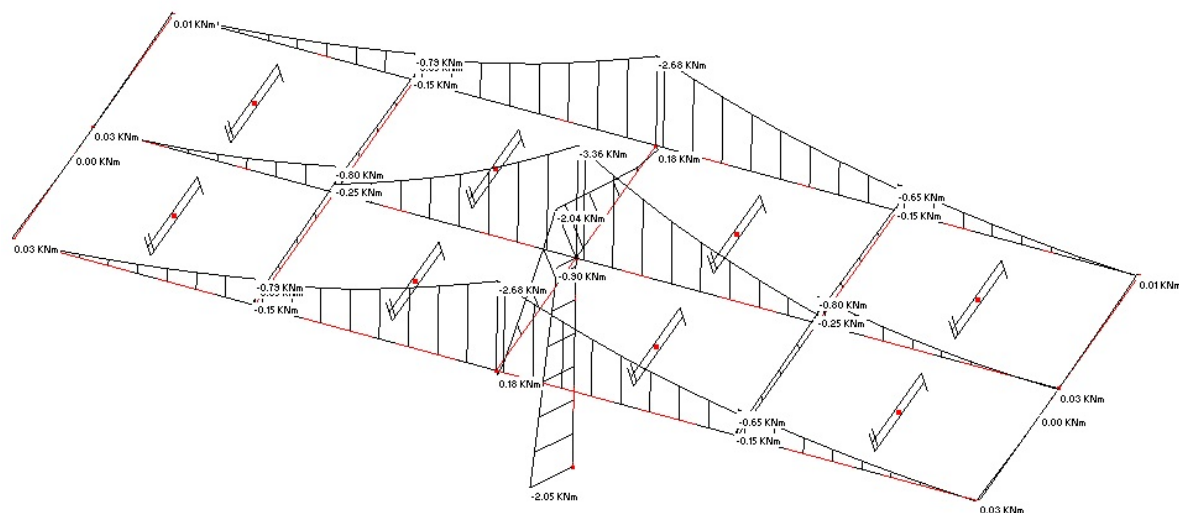 0.01 KNm
-0.79 KNm
-0.15 KNm
-2.68 KNm
0.03 KNm
0.00 KNm
-3.36 KNm
0.18 KNm
-0.80 KNm
-0.25 KNm
-0.65 KNm
-0.15 KNm
-2.04 KNm
0.03 KNm
-0.90 KNm
0.01 KNm
-0.79 KNm
-0.15 KNm
-2.68 KNm
-0.80 KNm
-0.25 KNm
0.18 KNm
0.03 KNm
0.00 KNm
-0.65 KNm
-0.15 KNm
-2.05 KNm
0.03 KNm